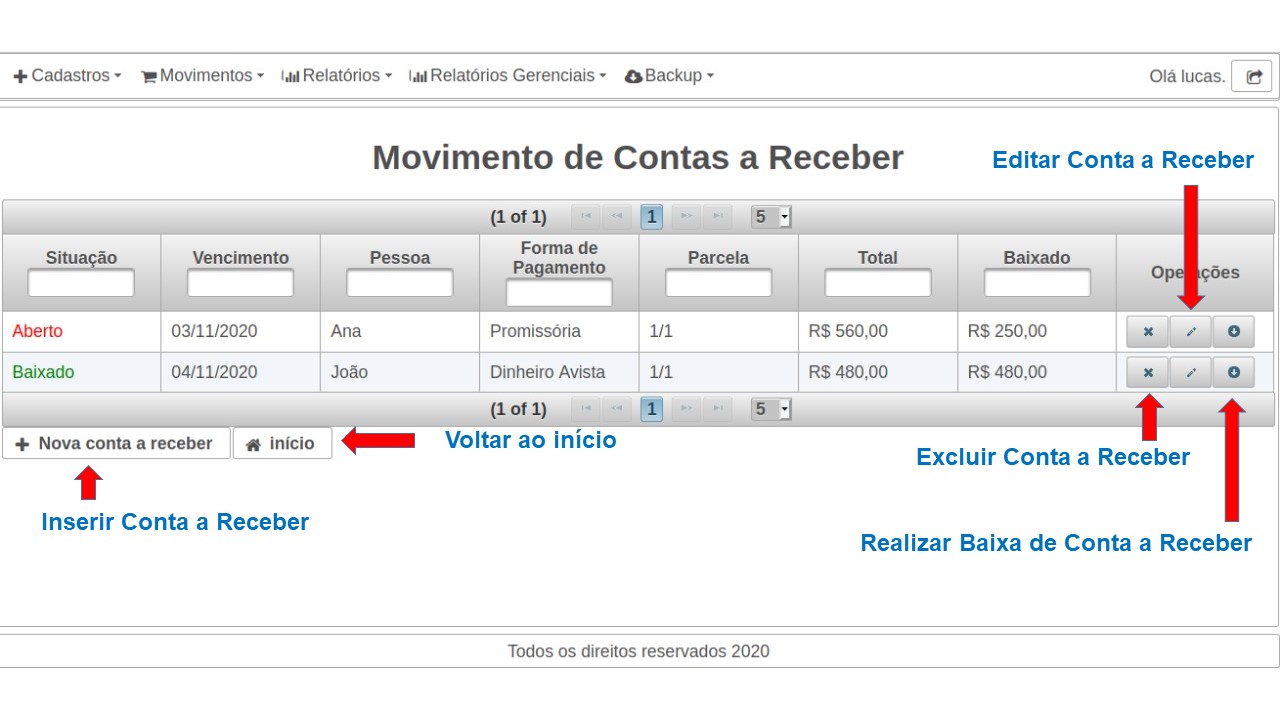 Cadastros Movimentos Relatórios Relatórios Gerenciais Backup Olá lucas.
Movimento de Contas a Receber
Editar Conta a Receber
(1 of 1) 1 5
Situação Vencimento Pessoa Forma de Pagamento Parcela Total Baixado Operações
Aberto 03/11/2020 Ana Promissória 1/1 R$ 560,00 R$ 250,00
Baixado 04/11/2020 João Dinheiro Avista 1/1 R$ 480,00 R$ 480,00
(1 of 1) 1 5
Nova conta a receber início
Voltar ao início
Excluir Conta a Receber
Inserir Conta a Receber
Realizar Baixa de Conta a Receber
Todos os direitos reservados 2020